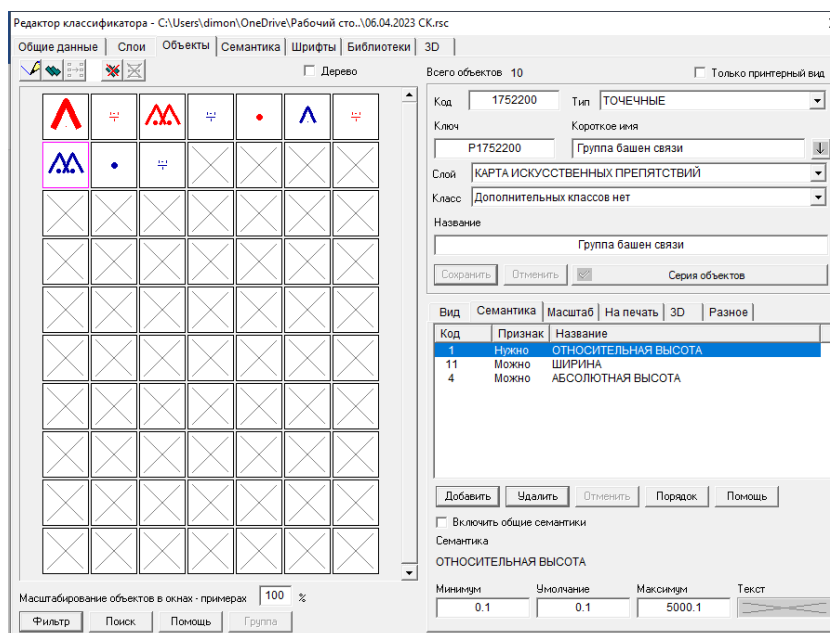 Редактор классификатора - C:\Users\dimon\OneDrive\Рабочий сто..\06.04.2023 СК.rsc
Общие данные Слои Объекты Семантика Шрифты Библиотеки 3D
Дерево
Всего объектов 10 Только принтерный вид
Код 1752200 Тип ТОЧЕЧНЫЕ
Ключ Короткое имя
P1752200 Группа башен связи
Слой КАРТА ИСКУССТВЕННЫХ ПРЕПЯТСТВИЙ
Класс Дополнительных классов нет
Название
Группа башен связи
Сохранить Отменить Серия объектов
Вид Семантика Масштаб На печать 3D Разное
Код Признак Название
1 Нужно ОТНОСИТЕЛЬНАЯ ВЫСОТА
11 Можно ШИРИНА
4 Можно АБСОЛЮТНАЯ ВЫСОТА
Добавить Удалить Отменить Порядок Помощь
Включить общие семантики
Семантика
ОТНОСИТЕЛЬНАЯ ВЫСОТА
Минимум Умолчание Максимум Текст
0.1 0.1 5000.1
Масштабирование объектов в окнах - примерах 100 %
Фильтр Поиск Помощь Группа